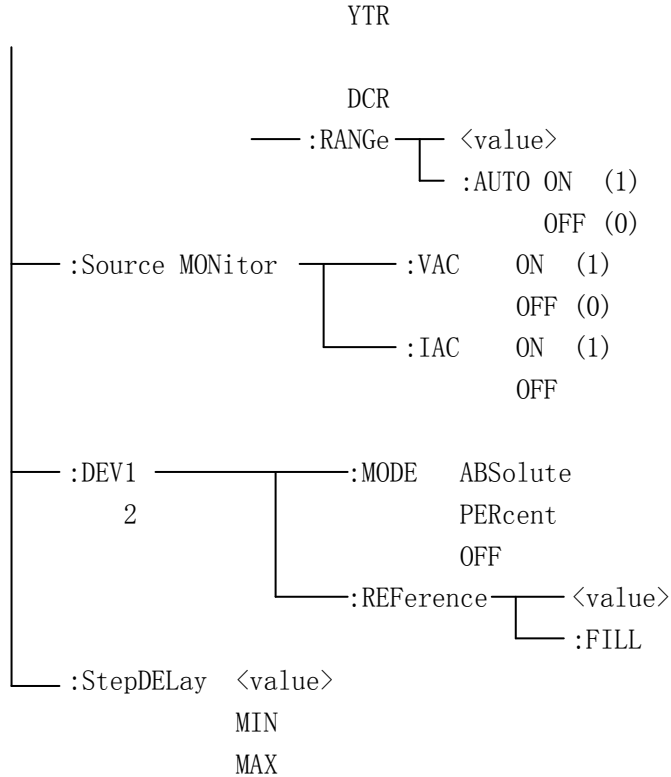 YTR
DCR
:RANGe <value>
:AUTO ON (1)
OFF (0)
:Source MONitor :VAC ON (1)
OFF (0)
:IAC ON (1)
OFF
:DEV1 :MODE ABSolute
2 PERcent
OFF
:REFerence <value>
:FILL
:StepDELay <value>
MIN
MAX